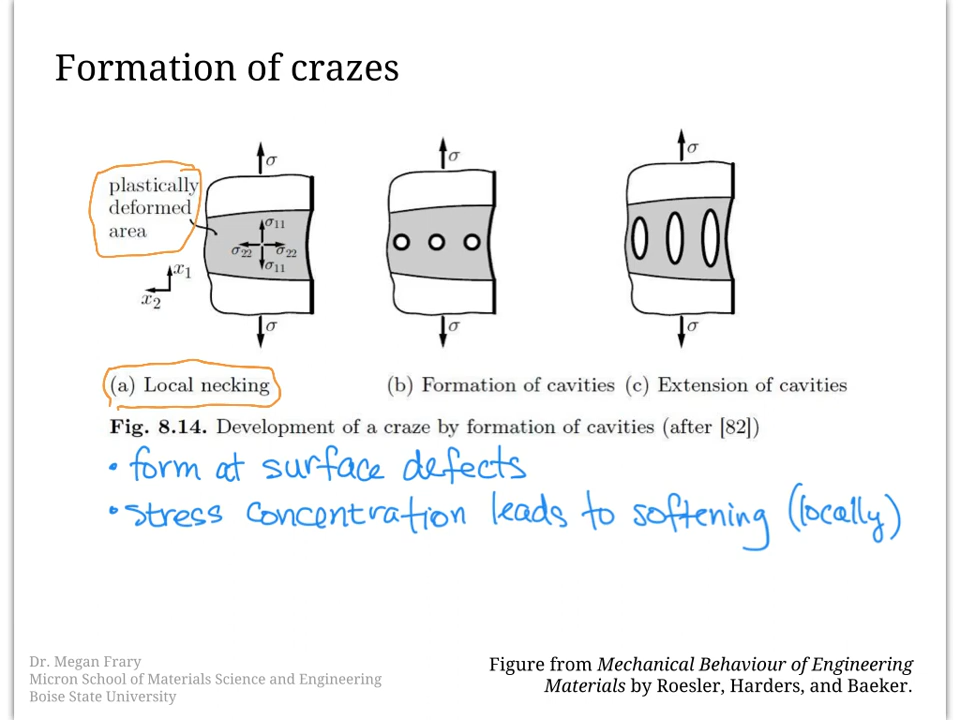 Formation of crazes
σ
σ
σ
plastically
deformed
area
σ11
σ22 σ22
σ11
x1
x2
σ
σ
σ
(a) Local necking
(b) Formation of cavities (c) Extension of cavities
Fig. 8.14. Development of a craze by formation of cavities (after [82])
• form at surface defects
• stress concentration leads to softening (locally)
Dr. Megan Frary
Micron School of Materials Science and Engineering
Boise State University
Figure from Mechanical Behaviour of Engineering
Materials by Roesler, Harders, and Baeker.